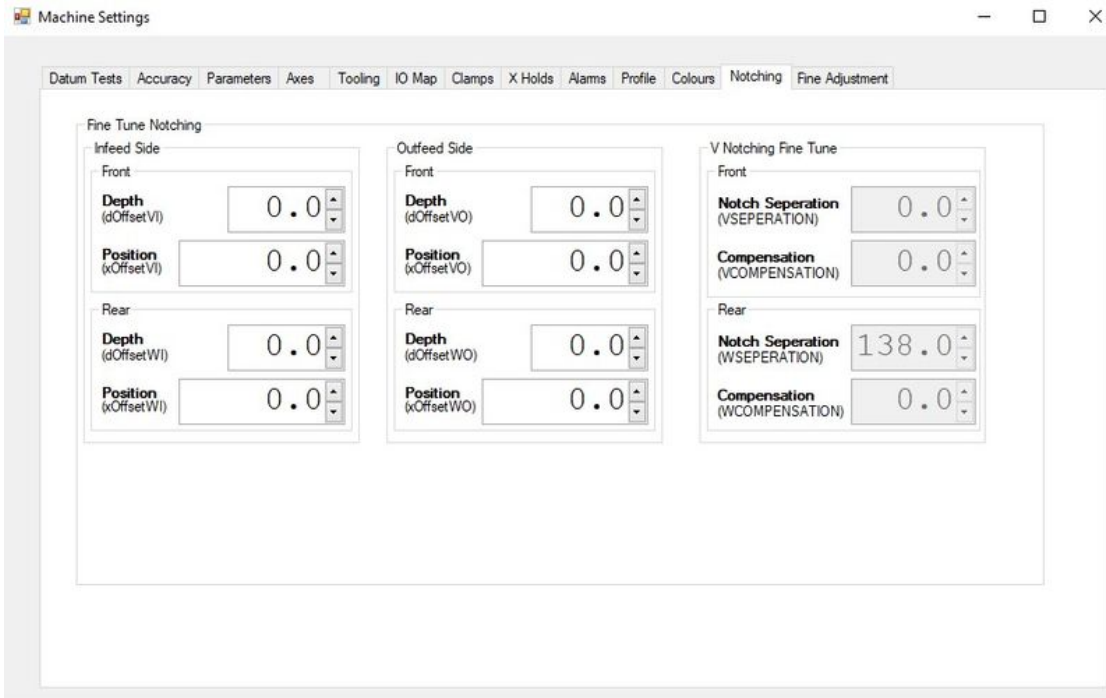 Machine Settings
Datum Tests Accuracy Parameters Axes Tooling IO Map Clamps X Holds Alarms Profile Colours Notching Fine Adjustment
Fine Tune Notching
Infeed Side
Front
Depth
(dOffsetVI)
0.0
Position
(xOffsetVI)
0.0
Rear
Depth
(dOffsetWI)
0.0
Position
(xOffsetWI)
0.0
Outfeed Side
Front
Depth
(dOffsetVO)
0.0
Position
(xOffsetVO)
0.0
Rear
Depth
(dOffsetWO)
0.0
Position
(xOffsetWO)
0.0
V Notching Fine Tune
Front
Notch Seperation
(VSEPERATION)
0.0
Compensation
(VCOMPENSATION)
0.0
Rear
Notch Seperation
(WSEPERATION)
138.0
Compensation
(WCOMPENSATION)
0.0